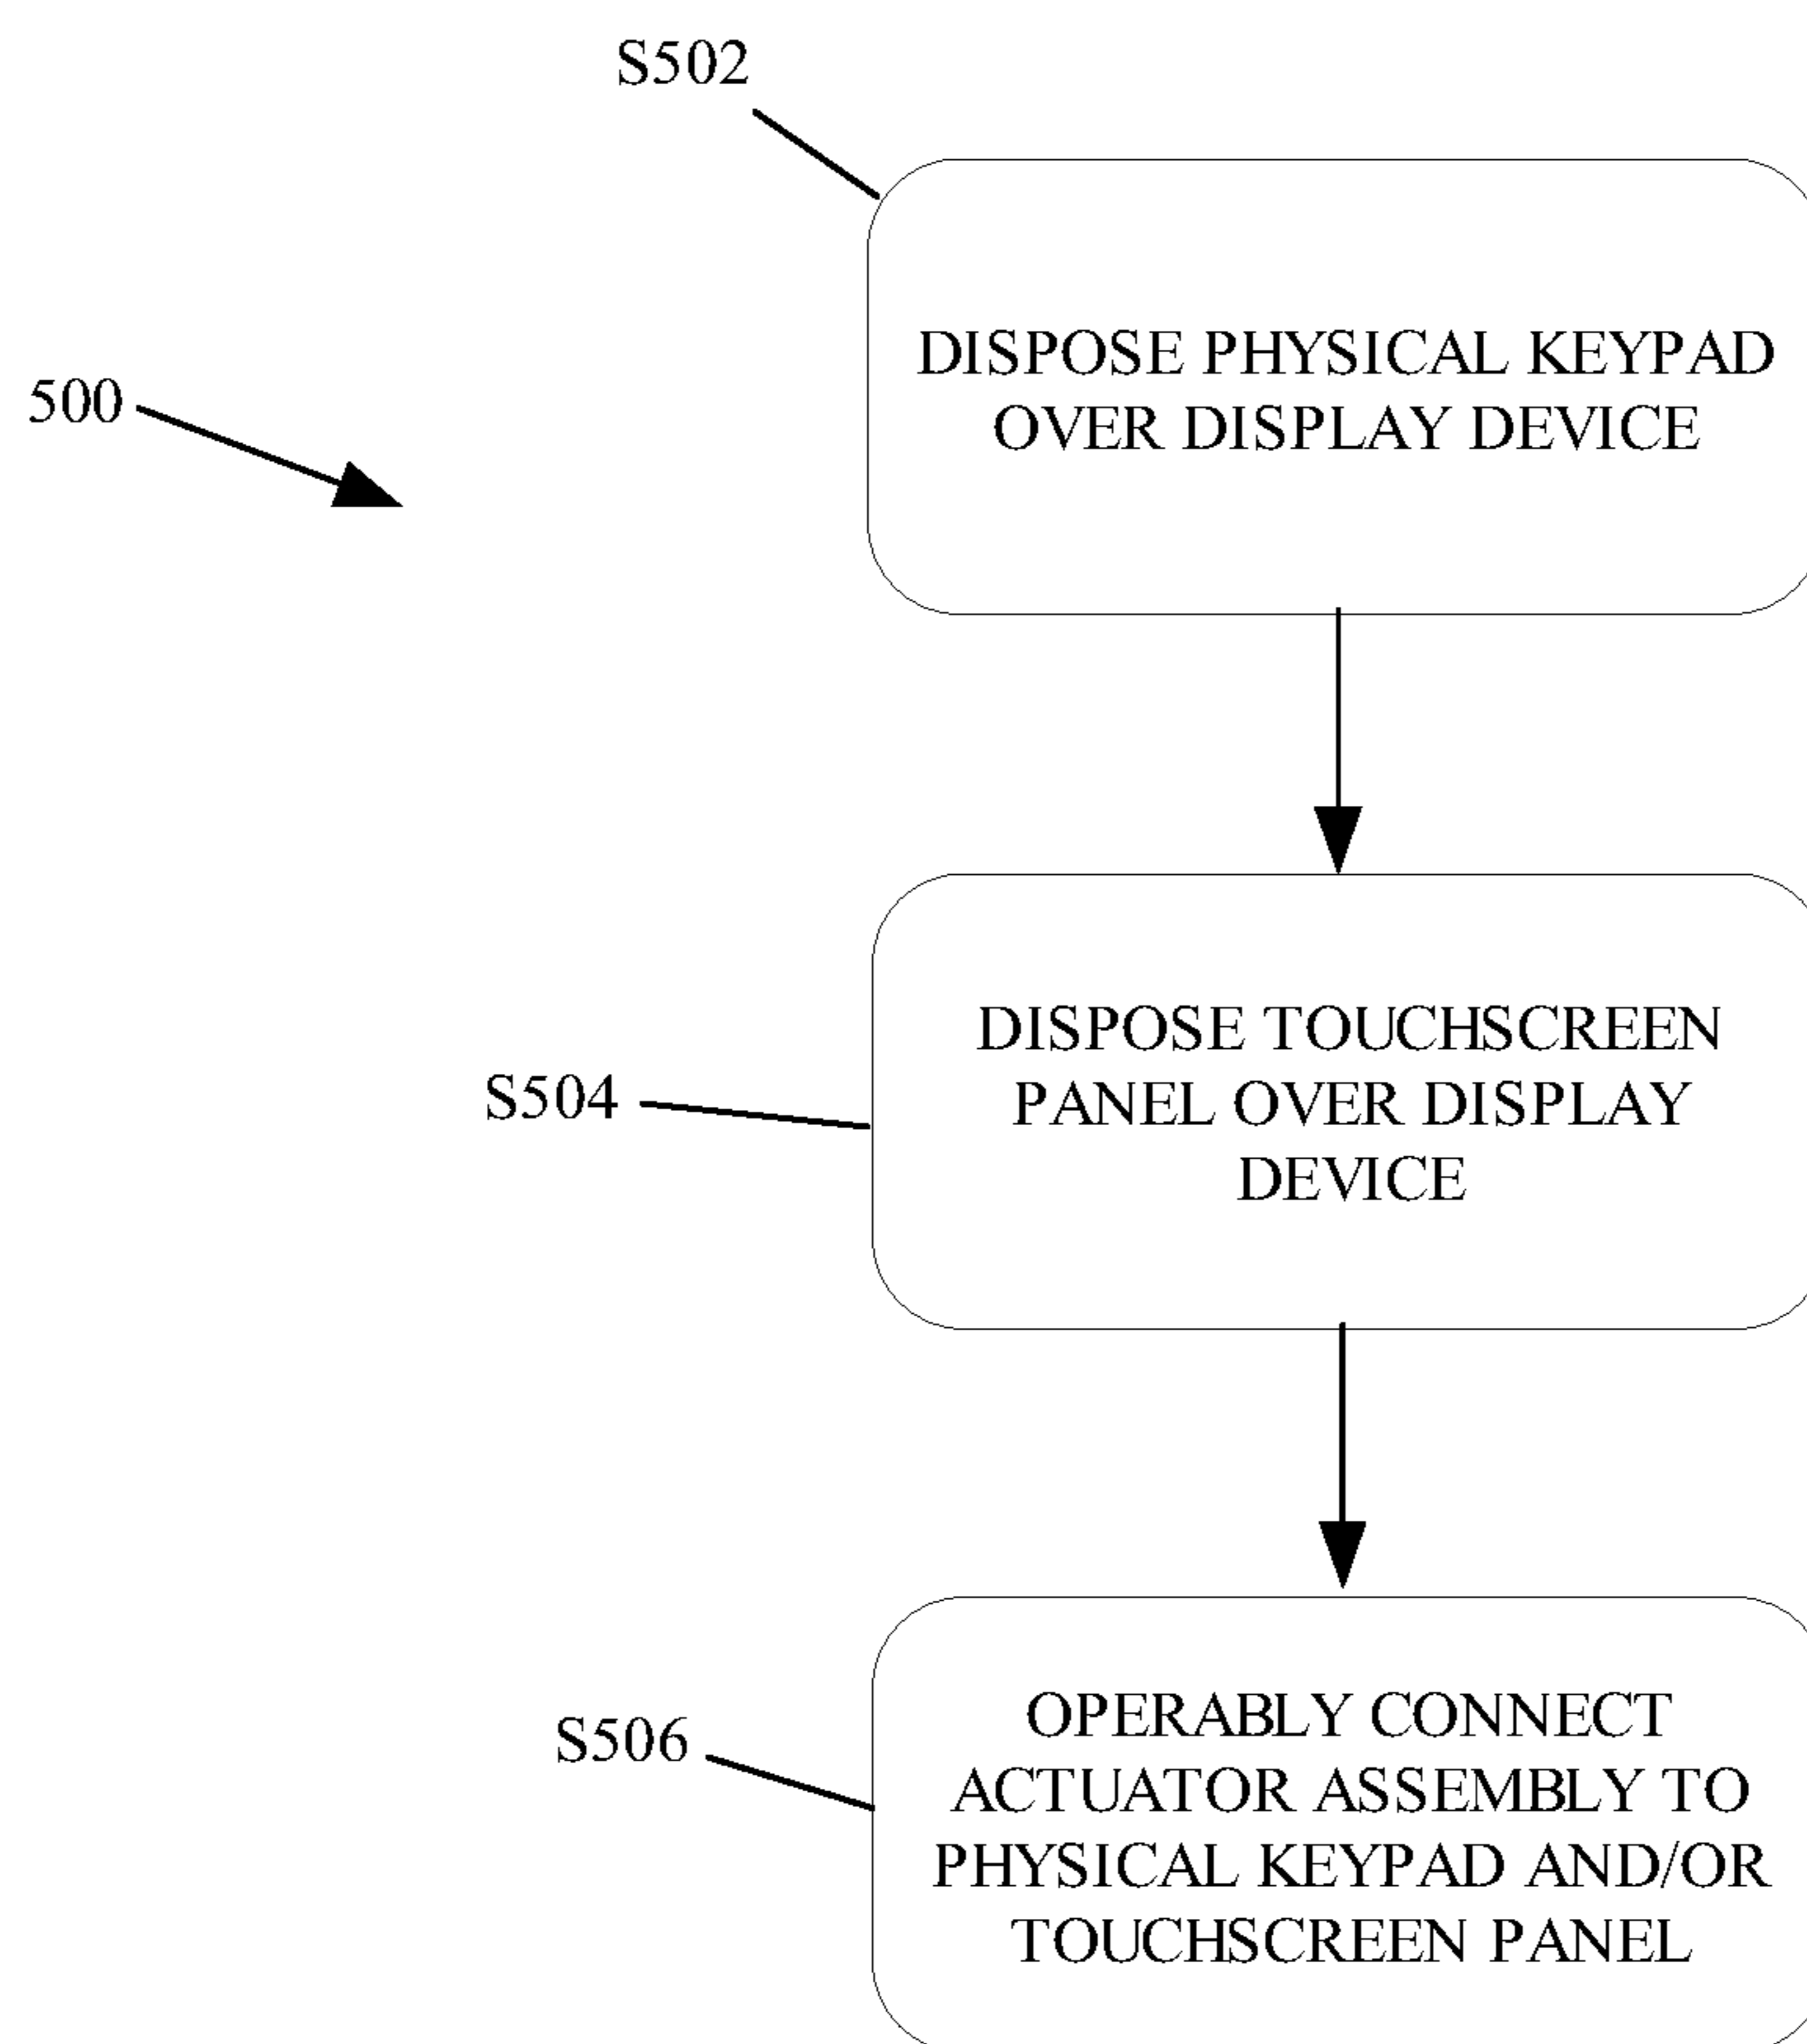 S502
DISPOSE PHYSICAL KEYPAD
OVER DISPLAY DEVICE
500
DISPOSE TOUCHSCREEN
PANEL OVER DISPLAY
DEVICE
S504
OPERABLY CONNECT
ACTUATOR ASSEMBLY TO
PHYSICAL KEYPAD AND/OR
TOUCHSCREEN PANEL
S506